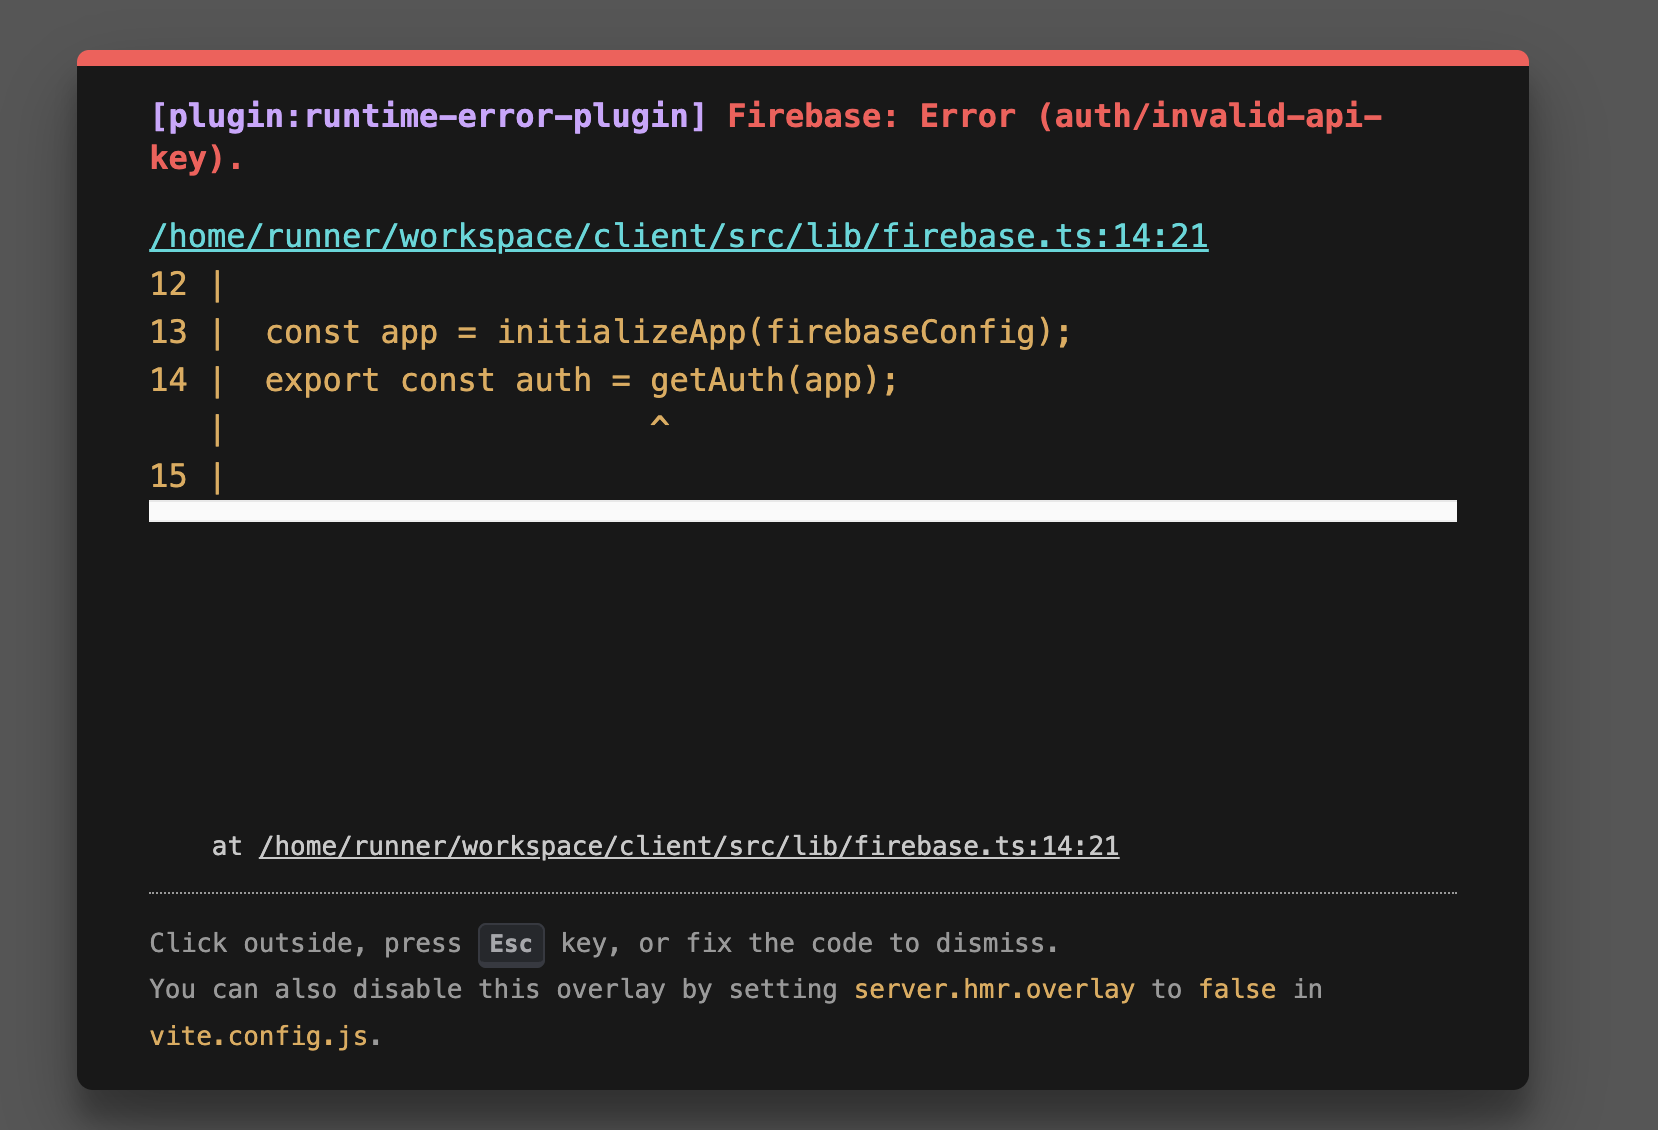 [plugin:runtime-error-plugin] Firebase: Error (auth/invalid-api-
key).
/home/runner/workspace/client/src/lib/firebase.ts:14:21
12 |
13 |  const app = initializeApp(firebaseConfig);
14 |  export const auth = getAuth(app);
   |                      ^
15 |
at /home/runner/workspace/client/src/lib/firebase.ts:14:21
Click outside, press Esc key, or fix the code to dismiss.
You can also disable this overlay by setting server.hmr.overlay to false in
vite.config.js.